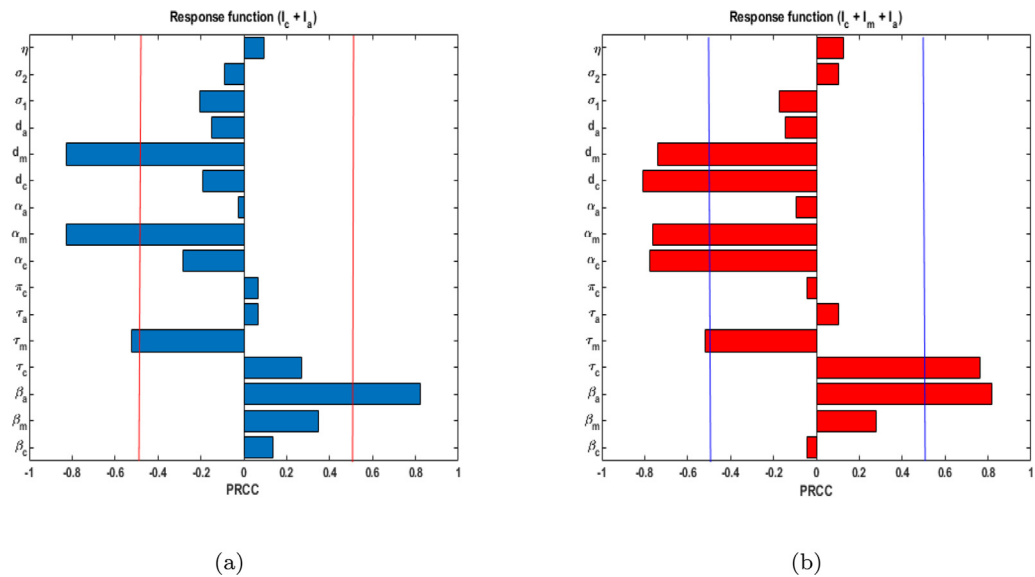 Response function (I_c + I_a)
η
σ_2
σ_1
d_a
d_m
d_c
α_a
α_m
α_c
π_c
τ_a
τ_m
τ_c
β_a
β_m
β_c
-1 -0.8 -0.6 -0.4 -0.2 0 0.2 0.4 0.6 0.8 1
PRCC
(a)
Response function (I_c + I_m + I_a)
η
σ_2
σ_1
d_a
d_m
d_c
α_a
α_m
α_c
π_c
τ_a
τ_m
τ_c
β_a
β_m
β_c
-1 -0.8 -0.6 -0.4 -0.2 0 0.2 0.4 0.6 0.8 1
PRCC
(b)